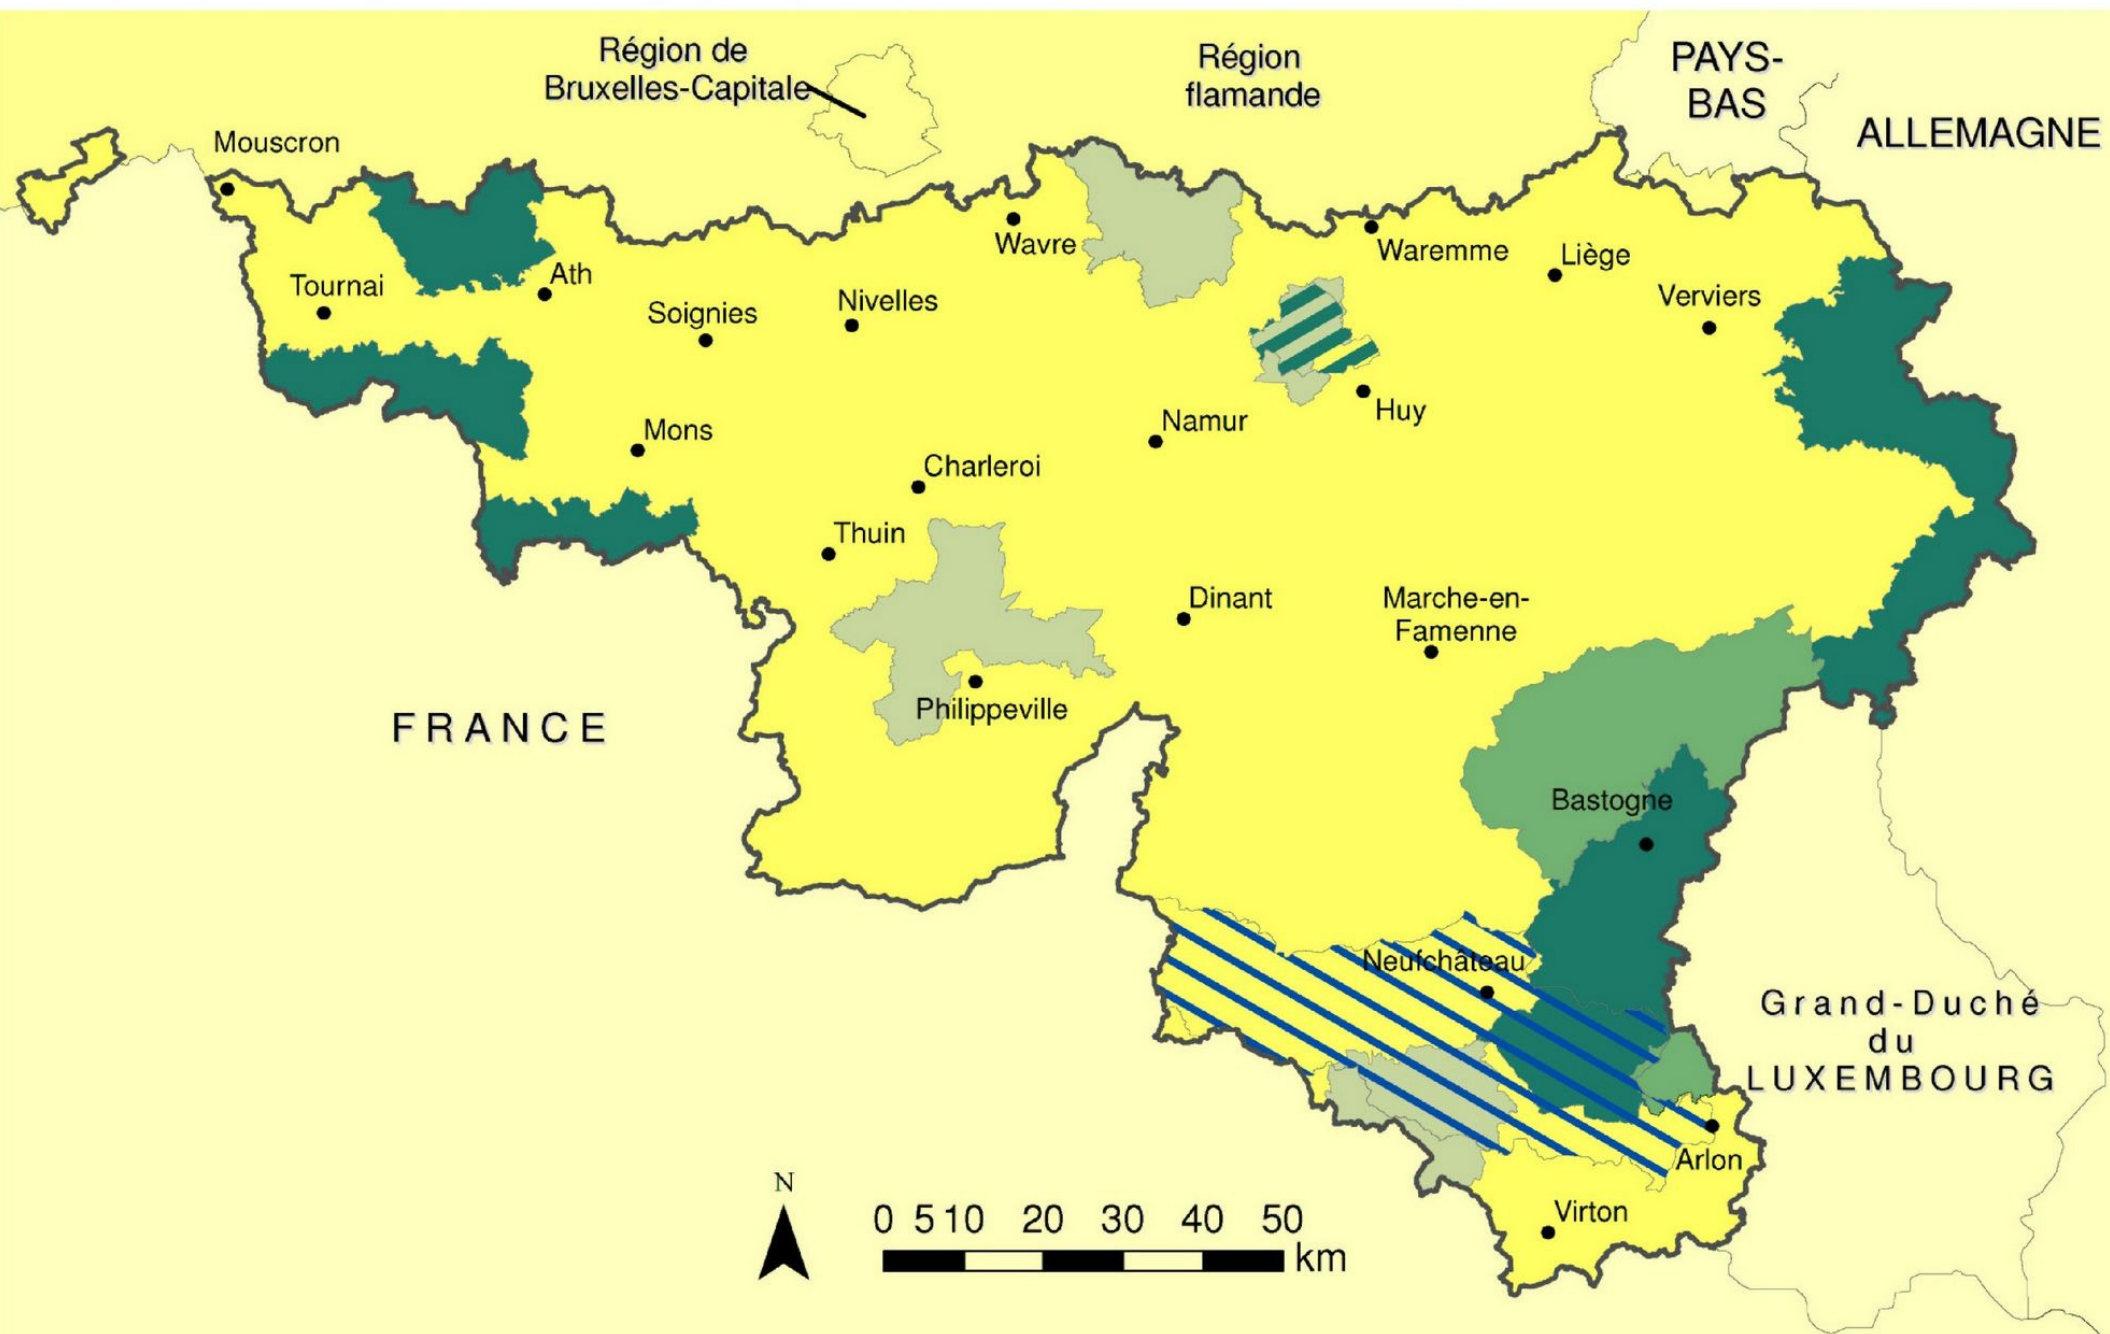 Région de
Bruxelles-Capitale
Région
flamande
PAYS-
BAS
ALLEMAGNE
Mouscron
Wavre
Waremme
Liège
Tournai
Ath
Soignies
Nivelles
Verviers
Mons
Namur
Huy
Charleroi
Thuin
Dinant
Marche-en-
Famenne
Philippeville
FRANCE
Bastogne
Neufchâteau
Grand-Duché
du
LUXEMBOURG
Arlon
Virton
N
0 5 10 20 30 40 50
km